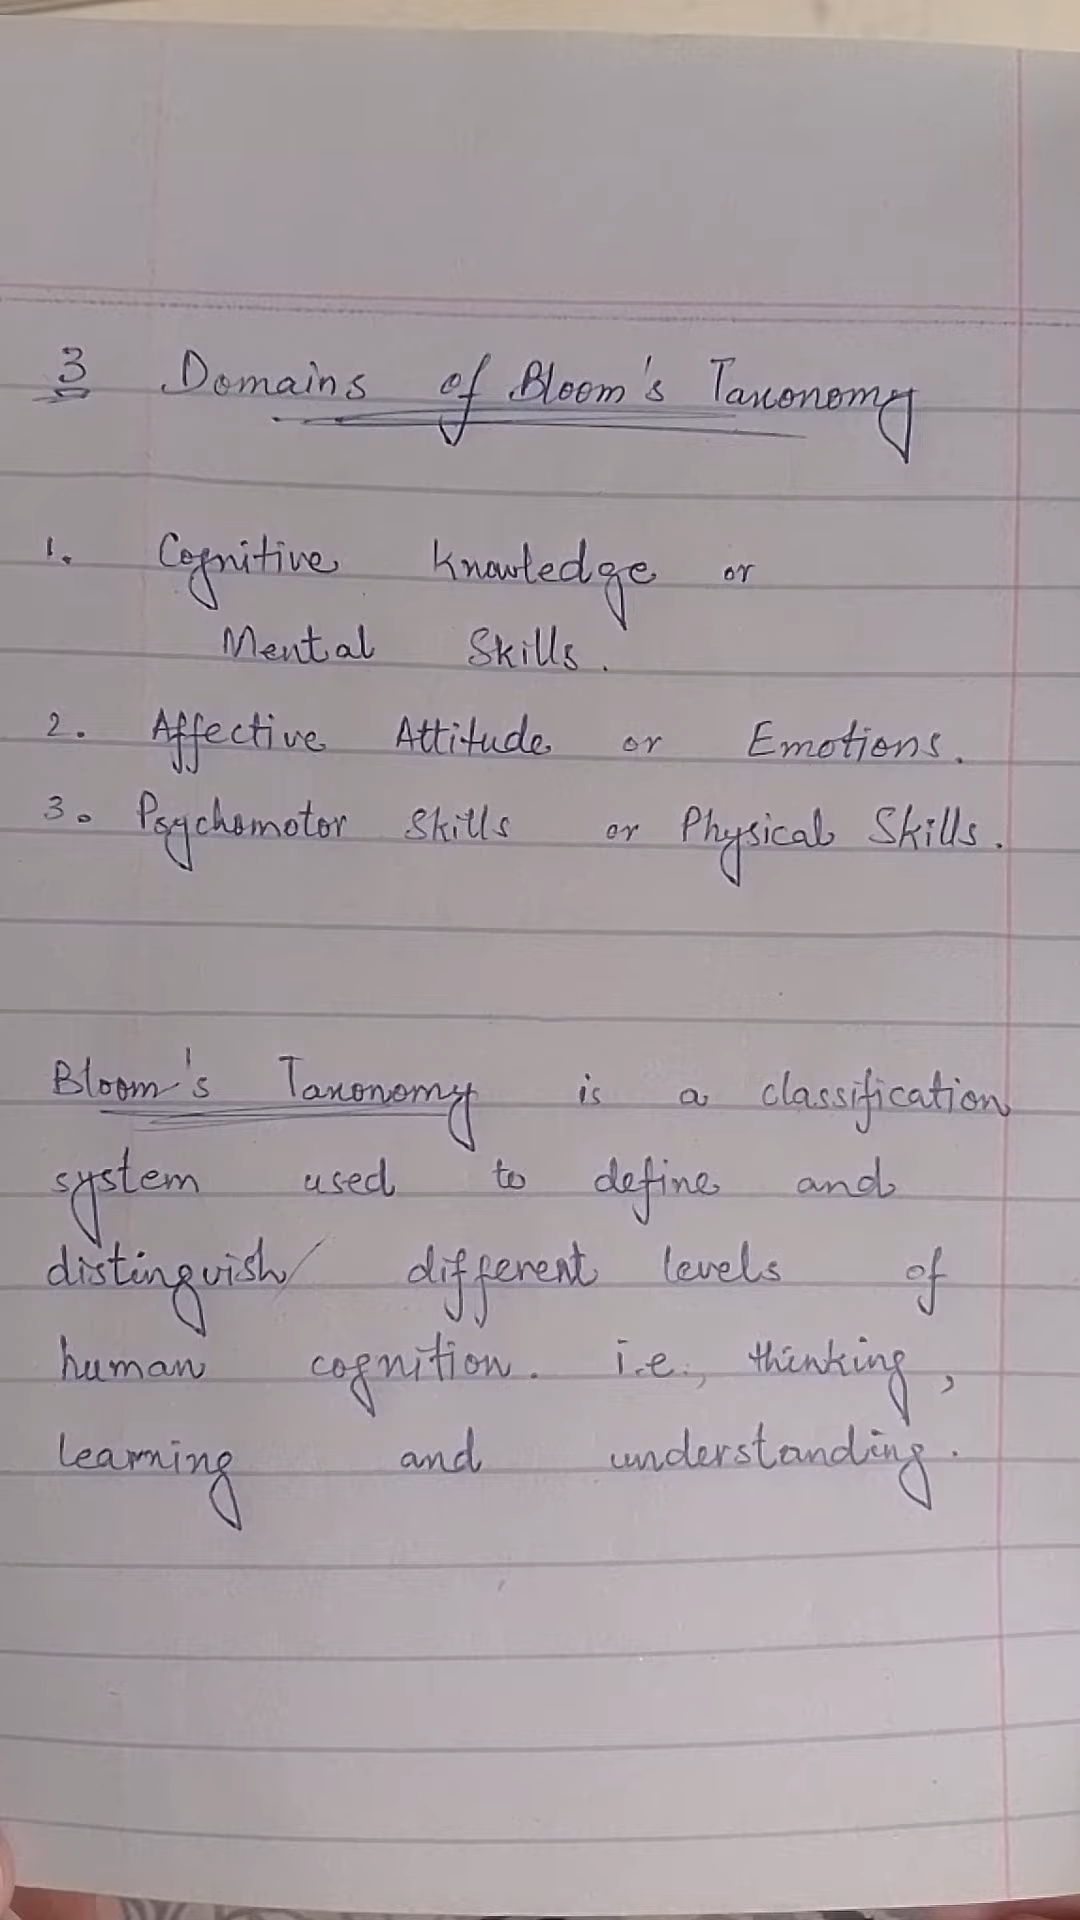 3 Domains of Bloom's Taxonomy
1. Cognitive Knowledge or
Mental Skills.
2. Affective Attitude or Emotions.
3. Psychomotor Skills or Physical Skills.
Bloom's Taxonomy is a classification
system used to define and
distinguish different levels of
human cognition. i.e., thinking,
learning and understanding.